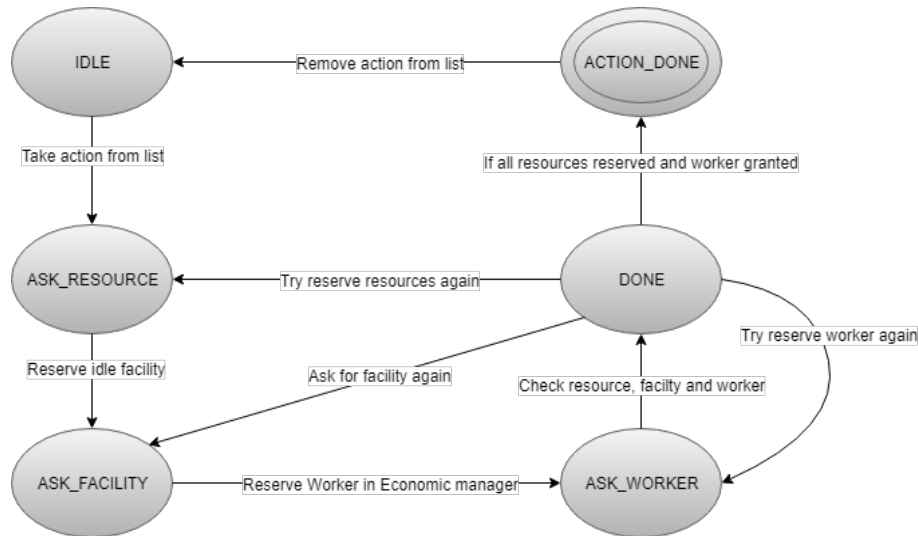 IDLE
Remove action from list
ACTION_DONE
Take action from list
If all resources reserved and worker granted
ASK_RESOURCE
Try reserve resources again
DONE
Try reserve worker again
Reserve idle facility
Ask for facility again
Check resource, facilty and worker
ASK_FACILITY
Reserve Worker in Economic manager
ASK_WORKER